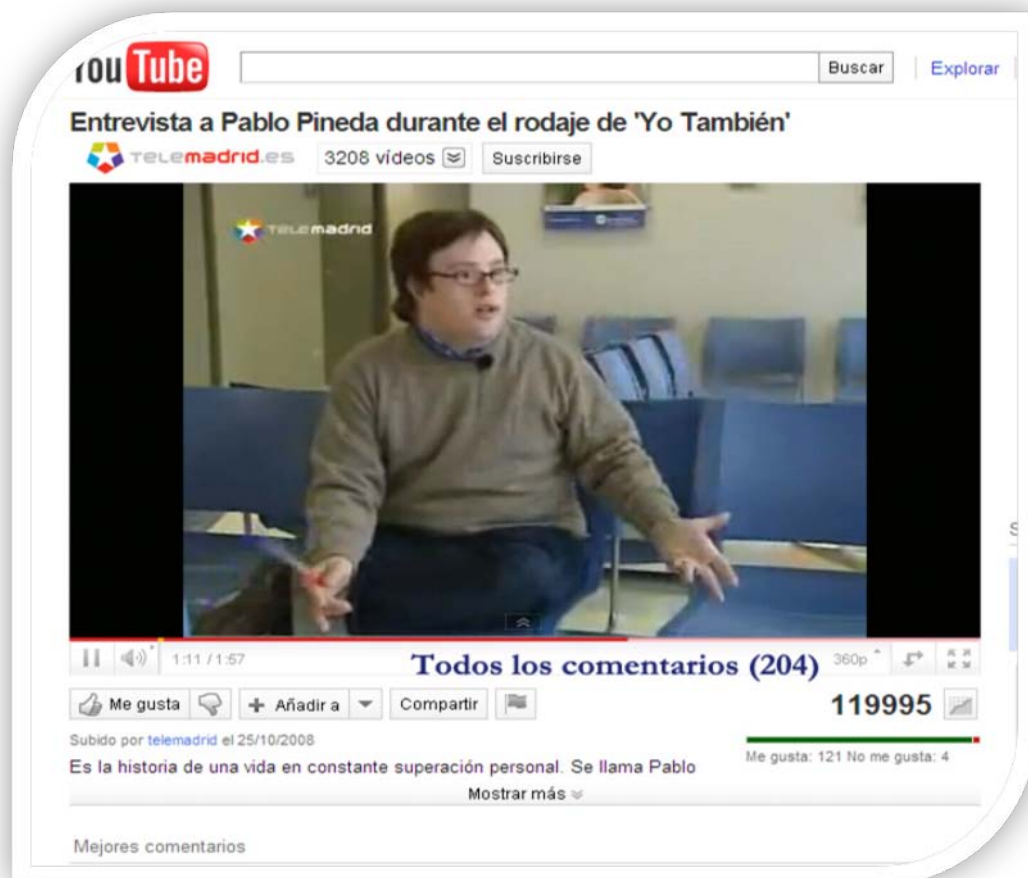 YouTube Buscar Explorar
Entrevista a Pablo Pineda durante el rodaje de 'Yo También'
telemadrid.es 3208 vídeos Suscribirse
telemadrid
1:11 / 1:57 Todos los comentarios (204) 360p
Me gusta Añadir a Compartir 119995
Subido por telemadrid el 25/10/2008
Me gusta: 121 No me gusta: 4
Es la historia de una vida en constante superación personal. Se llama Pablo
Mostrar más
Mejores comentarios